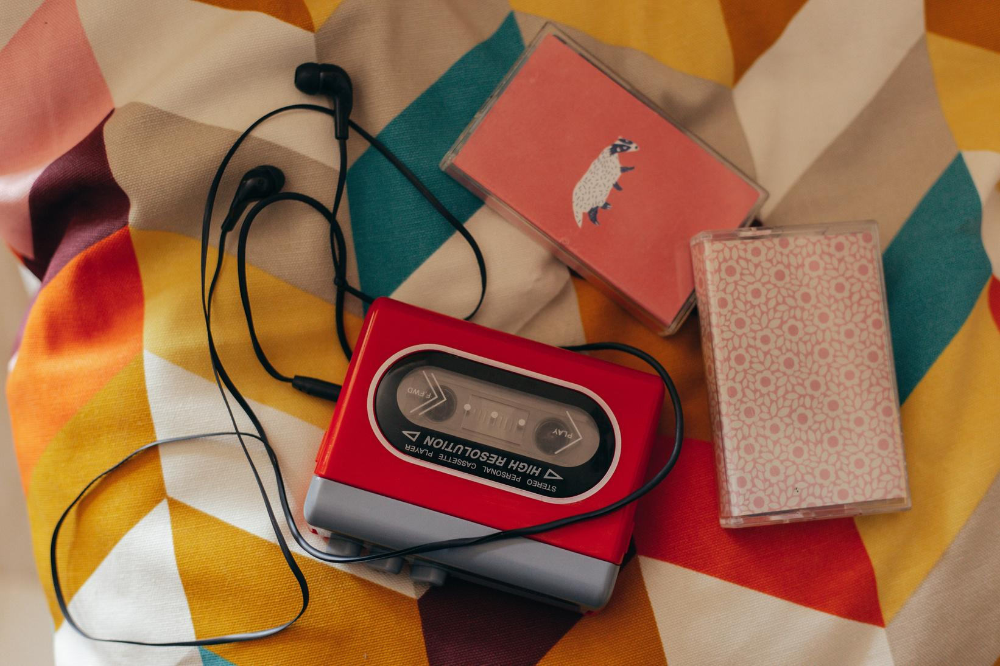 F.FWD
PLAY
HIGH RESOLUTION
STEREO PERSONAL CASSETTE PLAYER